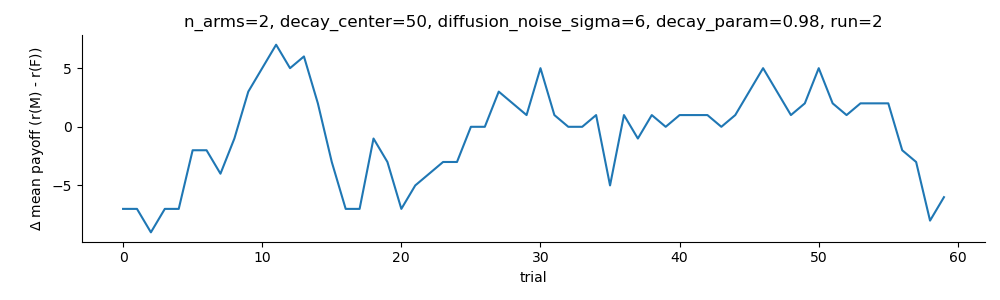 n_arms=2, decay_center=50, diffusion_noise_sigma=6, decay_param=0.98, run=2
Δ mean payoff (r(M) - r(F))
5
0
−5
0 10 20 30 40 50 60
trial